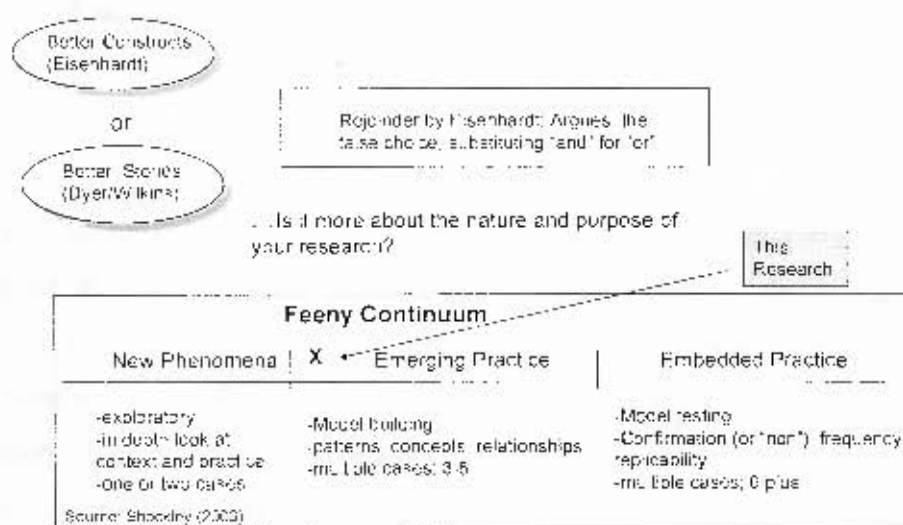 Better Constructs
(Eisenhardt)
or
Better Stories
(Dyer/Wilkins)
Rejoinder by Eisenhardt: Argues the
false choice, substituting "and" for "or"
...Is it more about the nature and purpose of
your research?
This
Research
Feeny Continuum
New Phenomena
X
Emerging Practice
Embedded Practice
-exploratory
-in depth look at
context and practice
-one or two cases
-Model building
-patterns concepts relationships
-multiple cases; 3-5
-Model testing
-Confirmation (or "non") frequency
replicability
-multiple cases; 6 plus
Source: Shockley